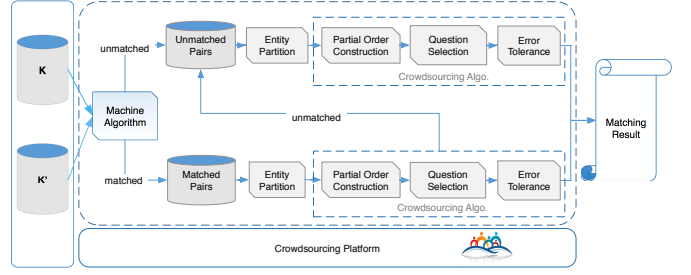 K
K'
Machine
Algorithm
unmatched
matched
Unmatched
Pairs
Entity
Partition
Partial Order
Construction
Question
Selection
Error
Tolerance
Crowdsourcing Algo.
unmatched
Matched
Pairs
Entity
Partition
Partial Order
Construction
Question
Selection
Error
Tolerance
Crowdsourcing Algo.
Matching
Result
Crowdsourcing Platform